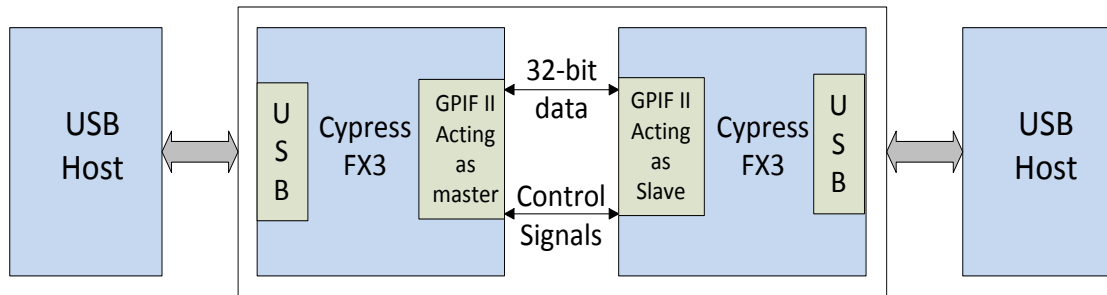 USB
Host
U
S
B
Cypress
FX3
GPIF II
Acting
as
master
32-bit
data
Control
Signals
GPIF II
Acting
as
Slave
Cypress
FX3
U
S
B
USB
Host